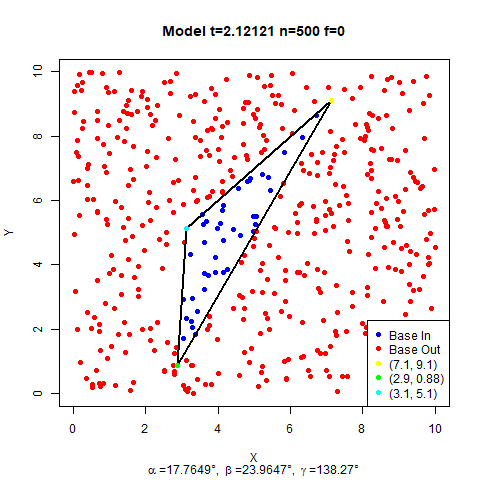 Model t=2.12121 n=500 f=0
10
8
6
4
2
0
Y
0 2 4 6 8 10
X
Base In
Base Out
(7.1, 9.1)
(2.9, 0.88)
(3.1, 5.1)
α =17.7649°, β =23.9647°, γ =138.27°